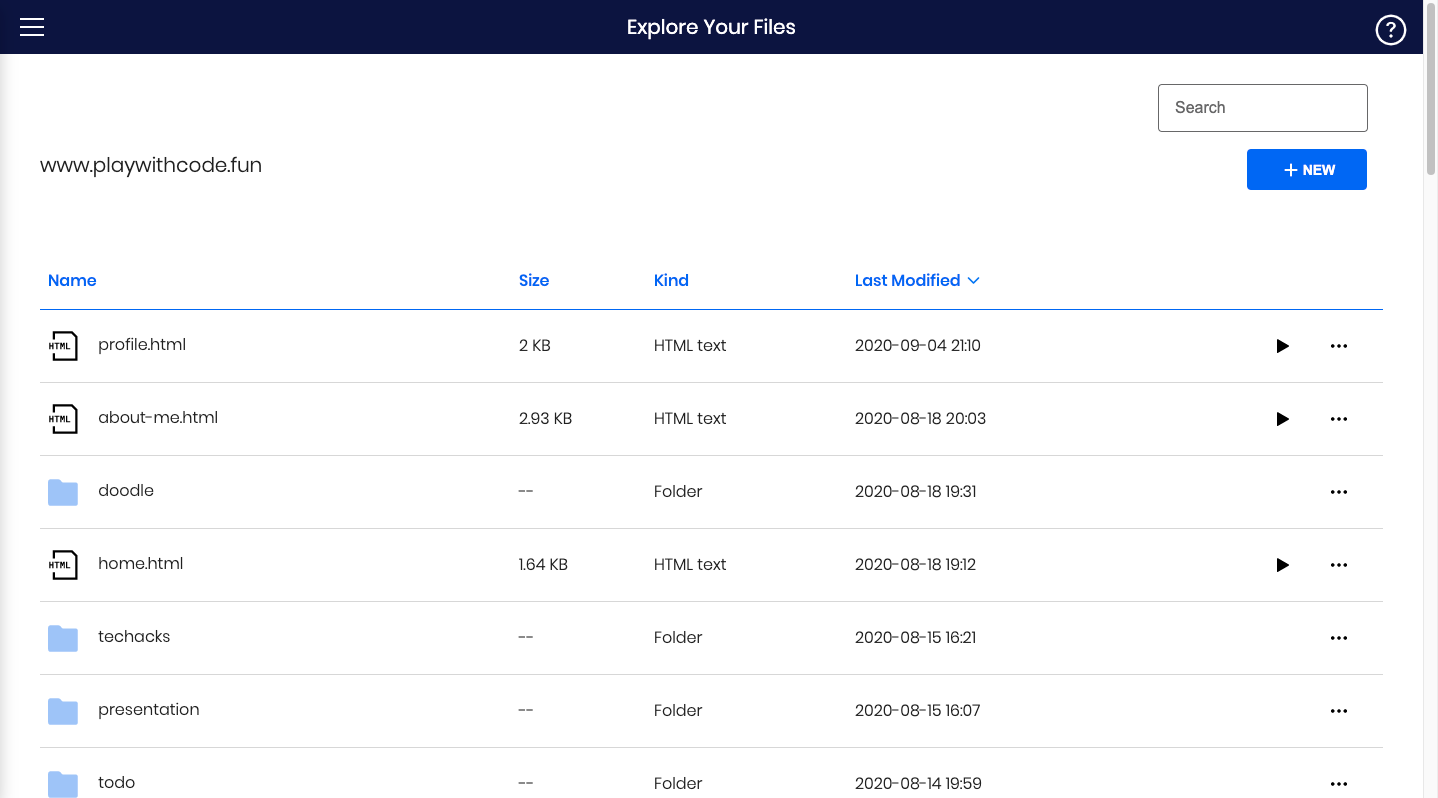 Explore Your Files
?
Search
www.playwithcode.fun
+ NEW
Name Size Kind Last Modified
HTML profile.html 2 KB HTML text 2020-09-04 21:10
HTML about-me.html 2.93 KB HTML text 2020-08-18 20:03
doodle -- Folder 2020-08-18 19:31
HTML home.html 1.64 KB HTML text 2020-08-18 19:12
techacks -- Folder 2020-08-15 16:21
presentation -- Folder 2020-08-15 16:07
todo -- Folder 2020-08-14 19:59